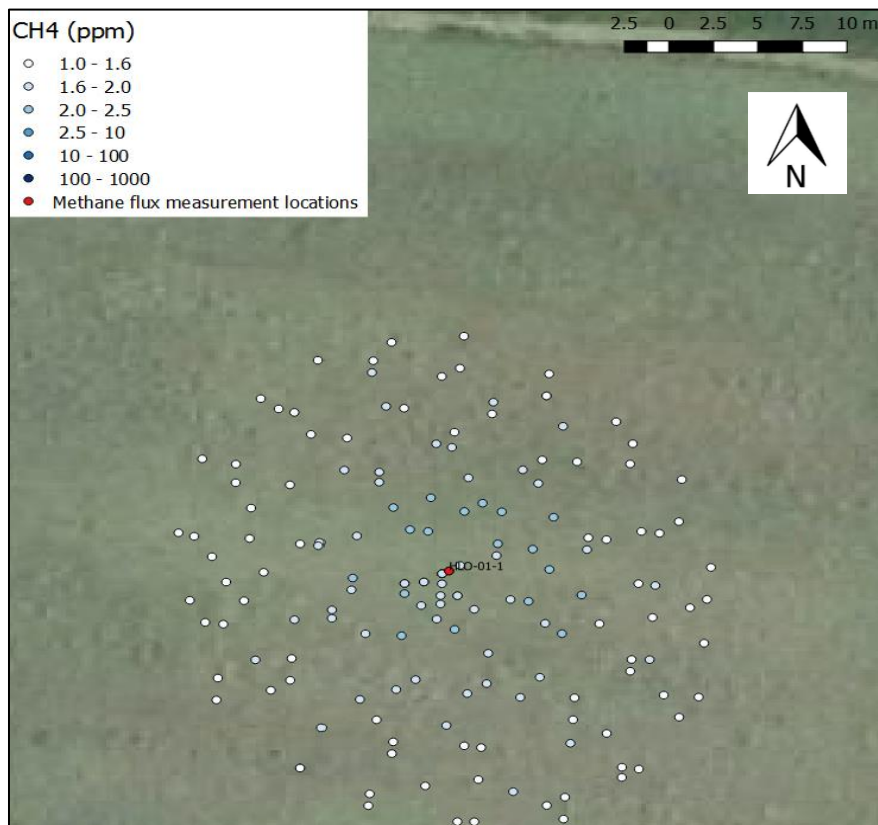 CH4 (ppm)
1.0 - 1.6
1.6 - 2.0
2.0 - 2.5
2.5 - 10
10 - 100
100 - 1000
Methane flux measurement locations
2.5 0 2.5 5 7.5 10 m
N
HLO-01-1